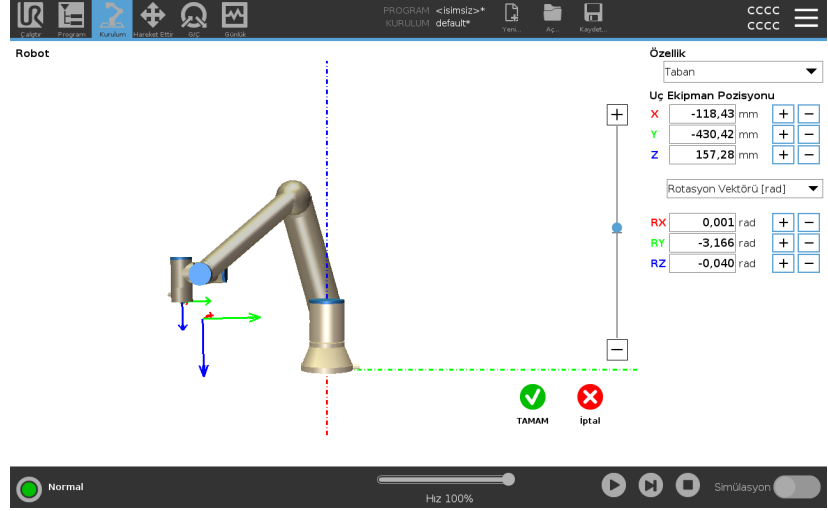 PROGRAM <isimsiz>*
KURULUM default*
CCCC
CCCC
Çalıştır Program Kurulum Hareket Ettir G/Ç Günlük
Yeni... Aç... Kaydet...
Robot
Özellik
Taban
Uç Ekipman Pozisyonu
X -118,43 mm
Y -430,42 mm
Z 157,28 mm
Rotasyon Vektörü [rad]
RX 0,001 rad
RY -3,166 rad
RZ -0,040 rad
TAMAM İptal
Normal
Hız 100%
Simülasyon